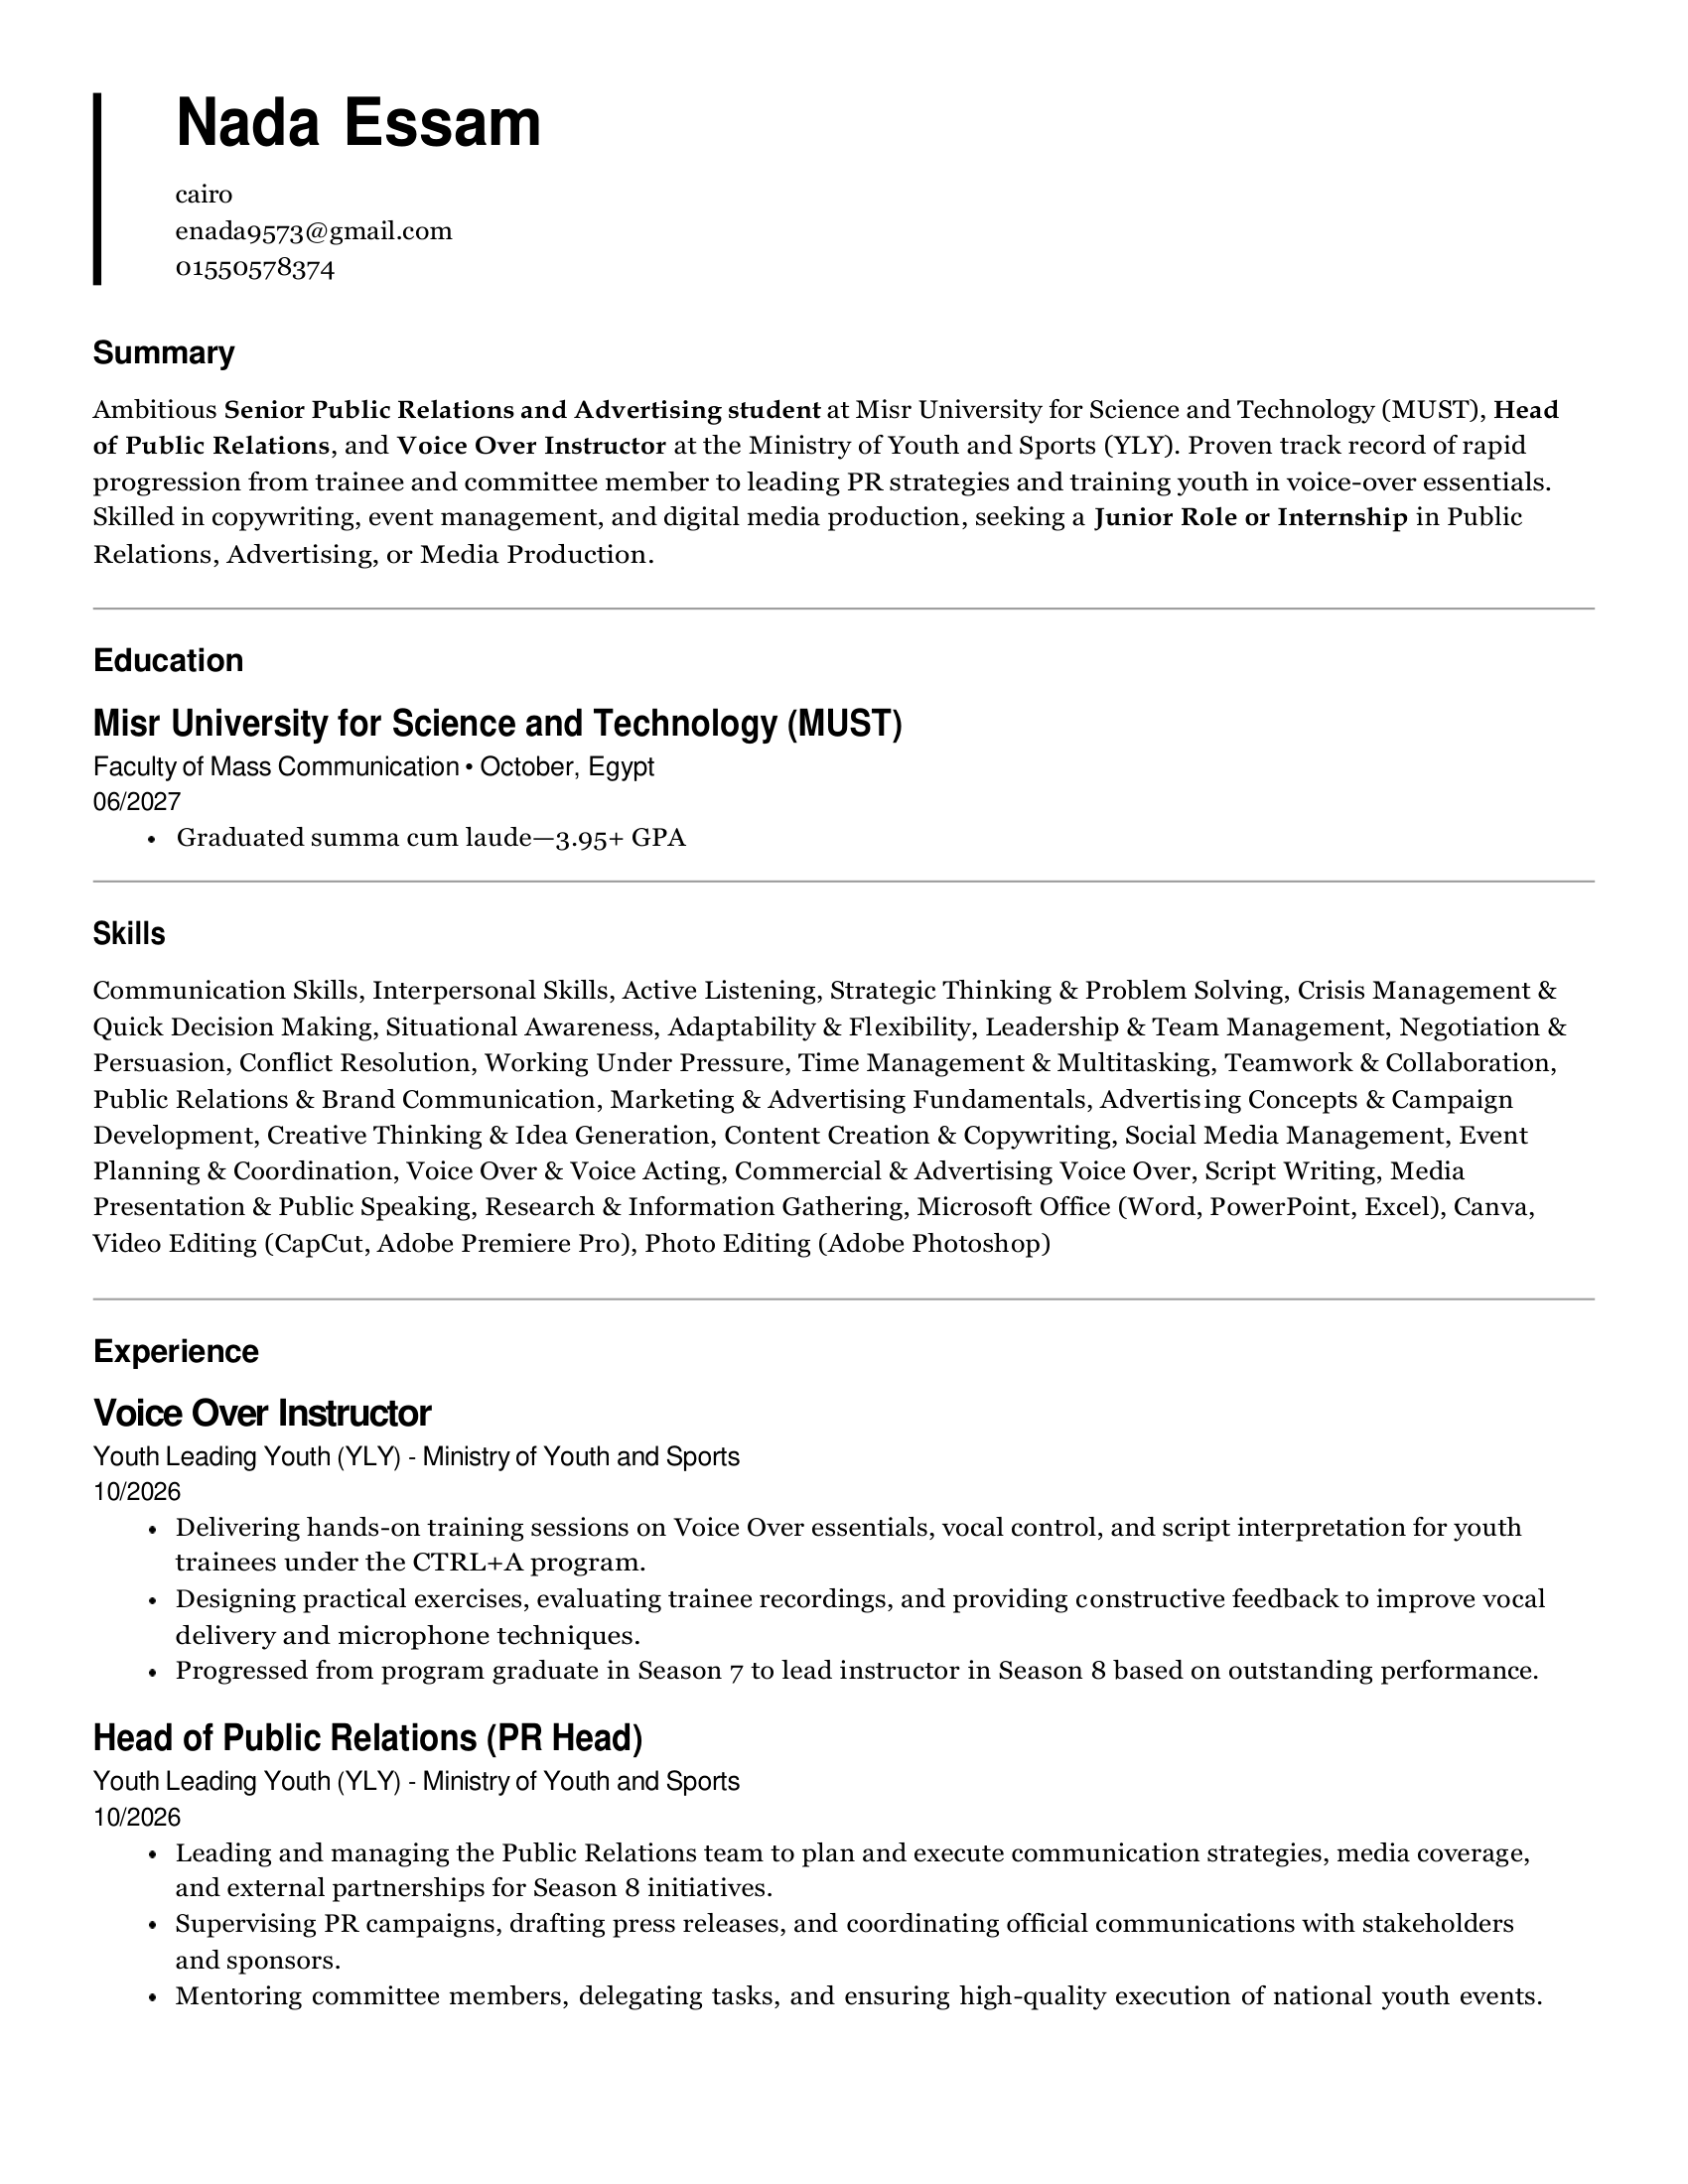 Nada Essam
cairo
enada9573@gmail.com
01550578374
Summary
Ambitious Senior Public Relations and Advertising student at Misr University for Science and Technology (MUST), Head
of Public Relations, and Voice Over Instructor at the Ministry of Youth and Sports (YLY). Proven track record of rapid
progression from trainee and committee member to leading PR strategies and training youth in voice-over essentials.
Skilled in copywriting, event management, and digital media production, seeking a Junior Role or Internship in Public
Relations, Advertising, or Media Production.
Education
Misr University for Science and Technology (MUST)
Faculty of Mass Communication • October, Egypt
06/2027
• Graduated summa cum laude—3.95+ GPA
Skills
Communication Skills, Interpersonal Skills, Active Listening, Strategic Thinking & Problem Solving, Crisis Management &
Quick Decision Making, Situational Awareness, Adaptability & Flexibility, Leadership & Team Management, Negotiation &
Persuasion, Conflict Resolution, Working Under Pressure, Time Management & Multitasking, Teamwork & Collaboration,
Public Relations & Brand Communication, Marketing & Advertising Fundamentals, Advertising Concepts & Campaign
Development, Creative Thinking & Idea Generation, Content Creation & Copywriting, Social Media Management, Event
Planning & Coordination, Voice Over & Voice Acting, Commercial & Advertising Voice Over, Script Writing, Media
Presentation & Public Speaking, Research & Information Gathering, Microsoft Office (Word, PowerPoint, Excel), Canva,
Video Editing (CapCut, Adobe Premiere Pro), Photo Editing (Adobe Photoshop)
Experience
Voice Over Instructor
Youth Leading Youth (YLY) - Ministry of Youth and Sports
10/2026
• Delivering hands-on training sessions on Voice Over essentials, vocal control, and script interpretation for youth
trainees under the CTRL+A program.
• Designing practical exercises, evaluating trainee recordings, and providing constructive feedback to improve vocal
delivery and microphone techniques.
• Progressed from program graduate in Season 7 to lead instructor in Season 8 based on outstanding performance.
Head of Public Relations (PR Head)
Youth Leading Youth (YLY) - Ministry of Youth and Sports
10/2026
• Leading and managing the Public Relations team to plan and execute communication strategies, media coverage,
and external partnerships for Season 8 initiatives.
• Supervising PR campaigns, drafting press releases, and coordinating official communications with stakeholders
and sponsors.
• Mentoring committee members, delegating tasks, and ensuring high-quality execution of national youth events.